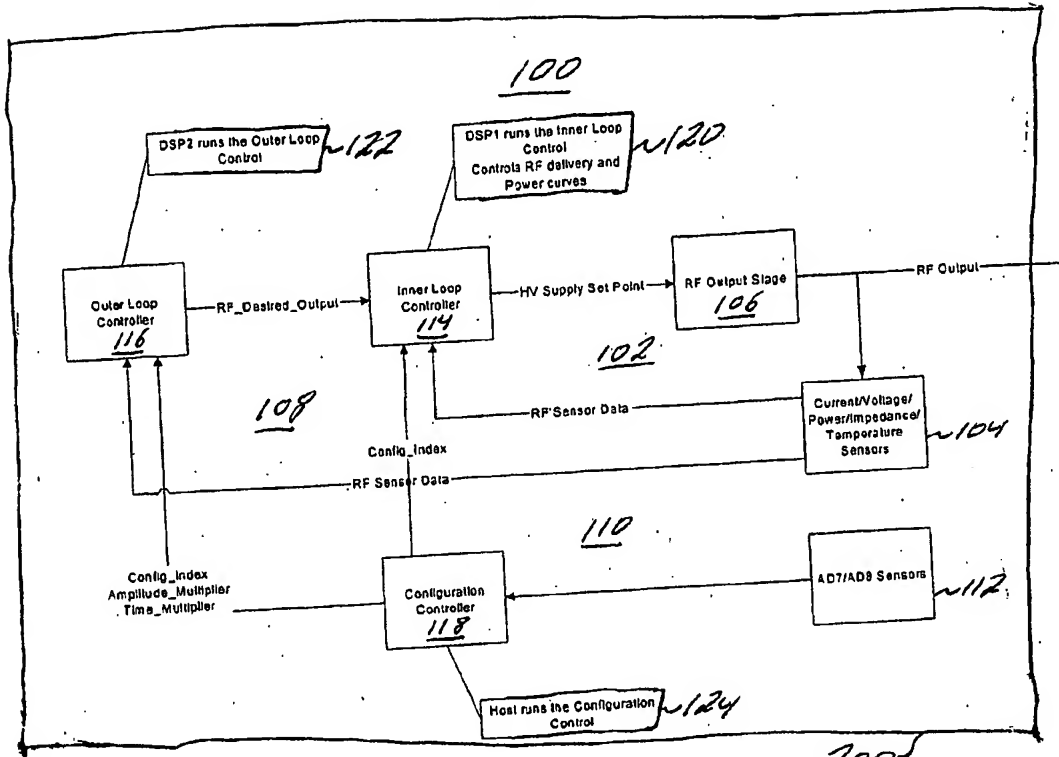 100
DSP2 runs the Outer Loop
Control
~122
DSP1 runs the Inner Loop
Control
Controls RF delivery and
Power curves
~120
Outer Loop
Controller
116
RF_Desired_Output
Inner Loop
Controller
114
HV Supply Set Point
RF Output Stage
106
RF Output
102
108
RF Sensor Data
Current/Voltage/
Power/Impedance/
Temperature
Sensors
~104
Config_Index
RF Sensor Data
110
Config_Index
Amplitude_Multiplier
Time_Multiplier
Configuration
Controller
118
AD7/AD8 Sensors
~112
Host runs the Configuration
Control
~124